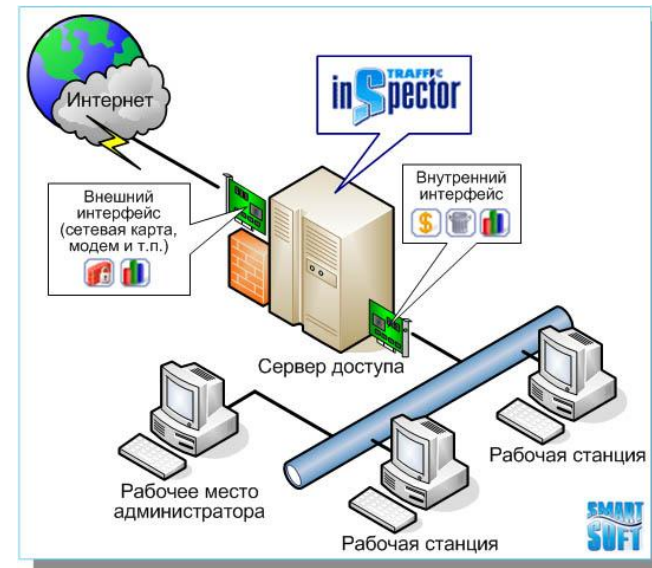 Интернет
TRAFFIC
inSpector
Внешний
интерфейс
(сетевая карта,
модем и т.п.)
Внутренний
интерфейс
$
Сервер доступа
Рабочая станция
Рабочее место
администратора
Рабочая станция
SMART
SOFT